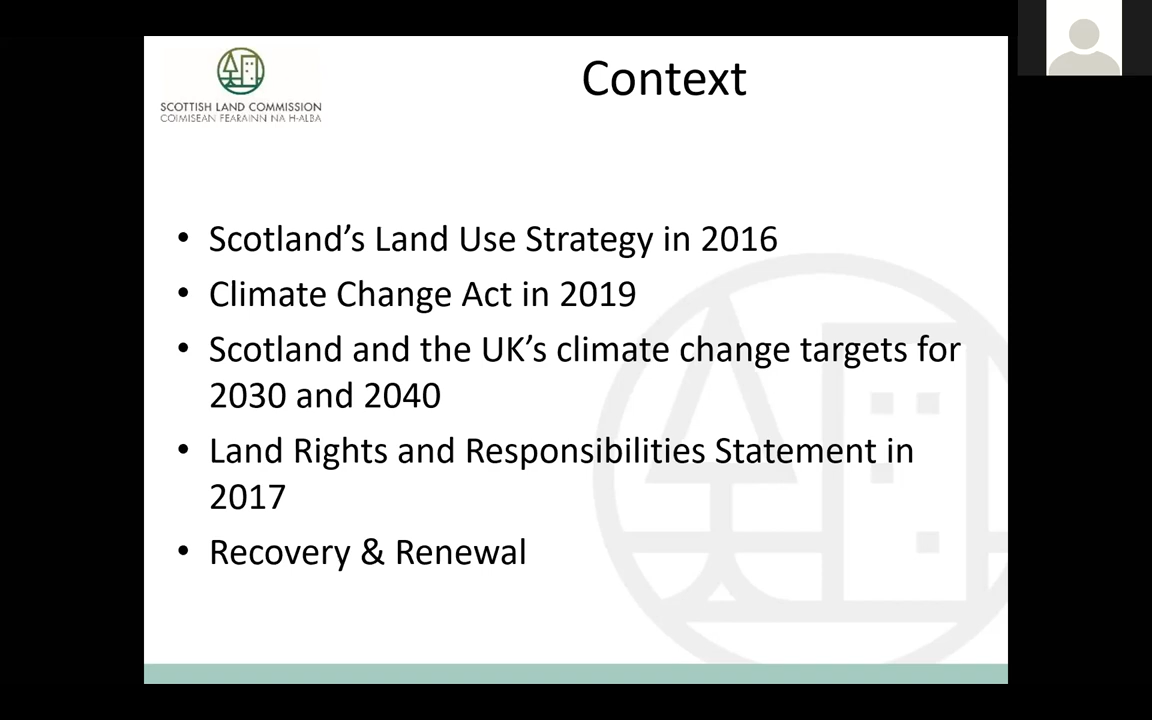 SCOTTISH LAND COMMISSION
COIMISEAN FEARAINN NA H-ALBA
Context
• Scotland’s Land Use Strategy in 2016
• Climate Change Act in 2019
• Scotland and the UK’s climate change targets for
2030 and 2040
• Land Rights and Responsibilities Statement in
2017
• Recovery & Renewal